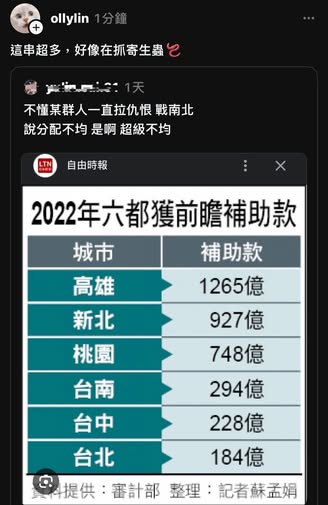 ollylin 1分鐘
這串超多，好像在抓寄生蟲
1天
不懂某群人一直拉仇恨 戰南北
說分配不均 是啊 超級不均
LTN 自由時報
2022年六都獲前瞻補助款
城市 補助款
高雄 1265億
新北 927億
桃園 748億
台南 294億
台中 228億
台北 184億
料提供：審計部 整理：記者蘇孟娟